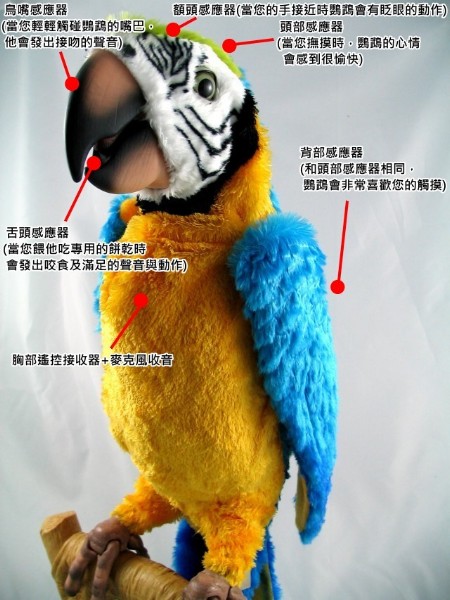 鳥嘴感應器
(當您輕輕觸碰鸚鵡的嘴巴，
他會發出接吻的聲音)
額頭感應器(當您的手接近時鸚鵡會有眨眼的動作)
頭部感應器
(當您撫摸時，鸚鵡的心情
會感到很愉快)
背部感應器
(和頭部感應器相同，
鸚鵡會非常喜歡您的觸摸)
舌頭感應器
(當您餵他吃專用的餅乾時
會發出咬食及滿足的聲音與動作)
胸部遙控接收器+麥克風收音